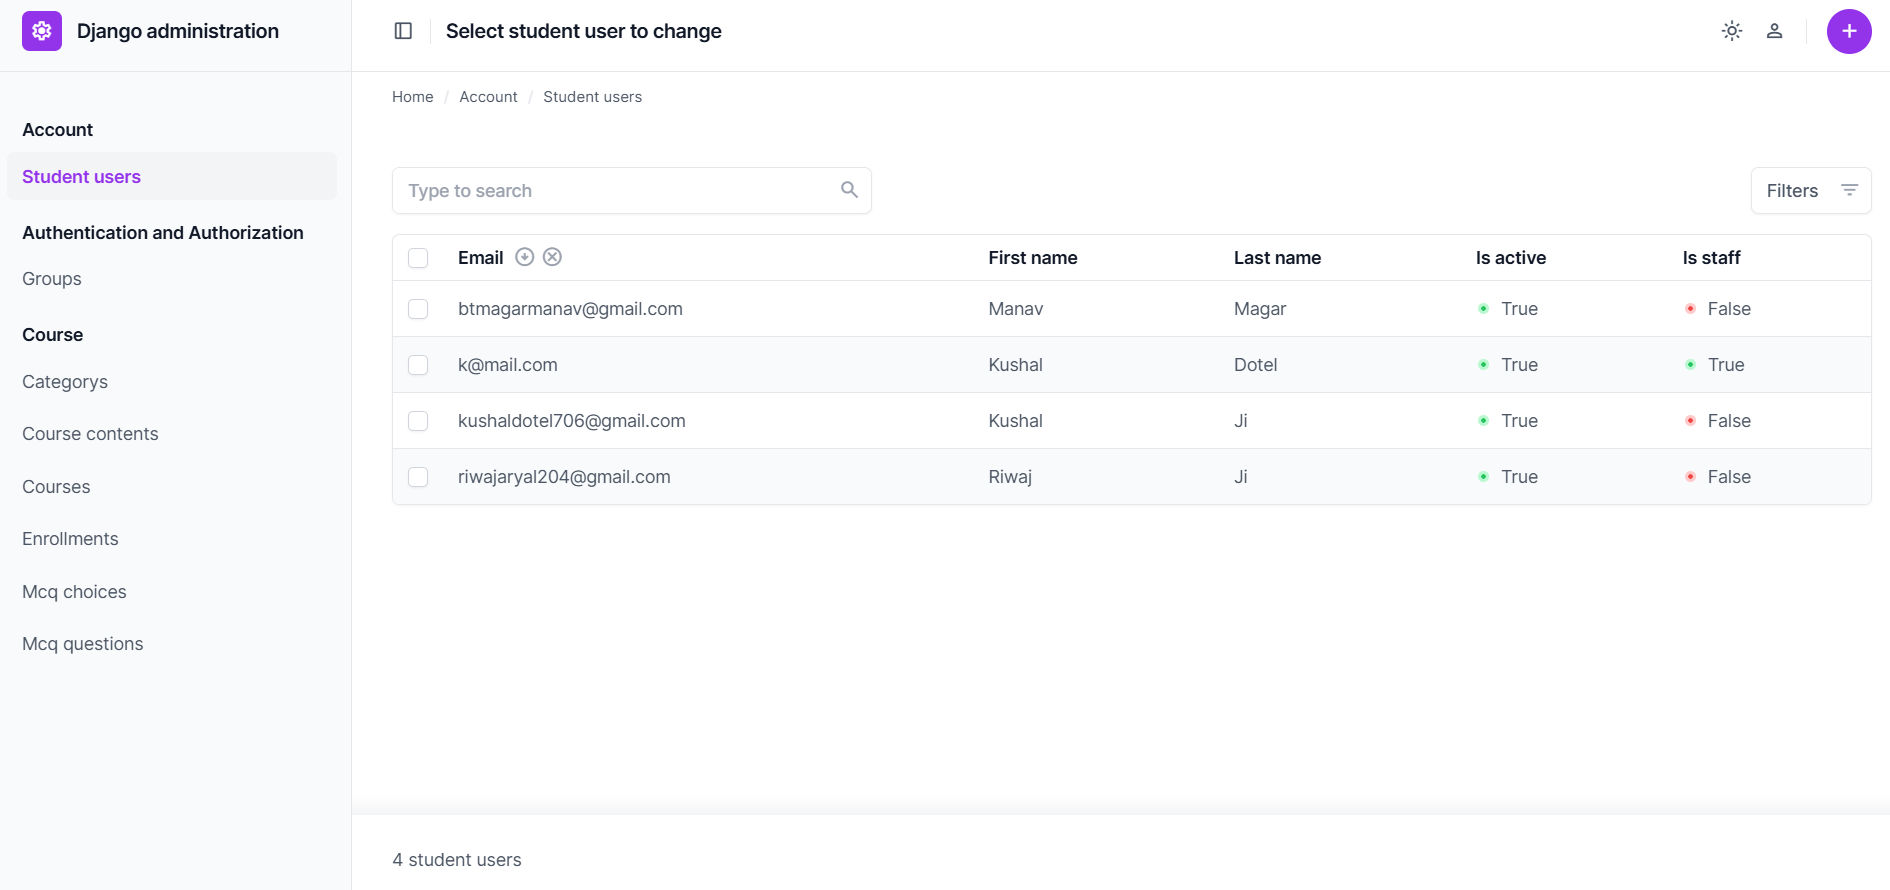 Django administration
Select student user to change
Home / Account / Student users
Account
Student users
Authentication and Authorization
Groups
Course
Categorys
Course contents
Courses
Enrollments
Mcq choices
Mcq questions
Type to search
Filters
Email First name Last name Is active Is staff
btmagarmanav@gmail.com Manav Magar True False
k@mail.com Kushal Dotel True True
kushaldotel706@gmail.com Kushal Ji True False
riwajaryal204@gmail.com Riwaj Ji True False
4 student users